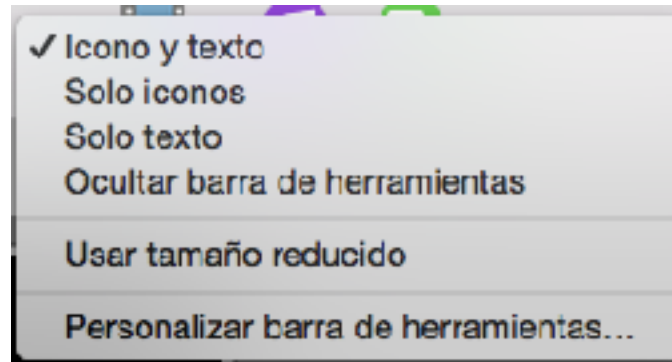 ✓ Icono y texto
Solo iconos
Solo texto
Ocultar barra de herramientas
Usar tamaño reducido
Personalizar barra de herramientas...